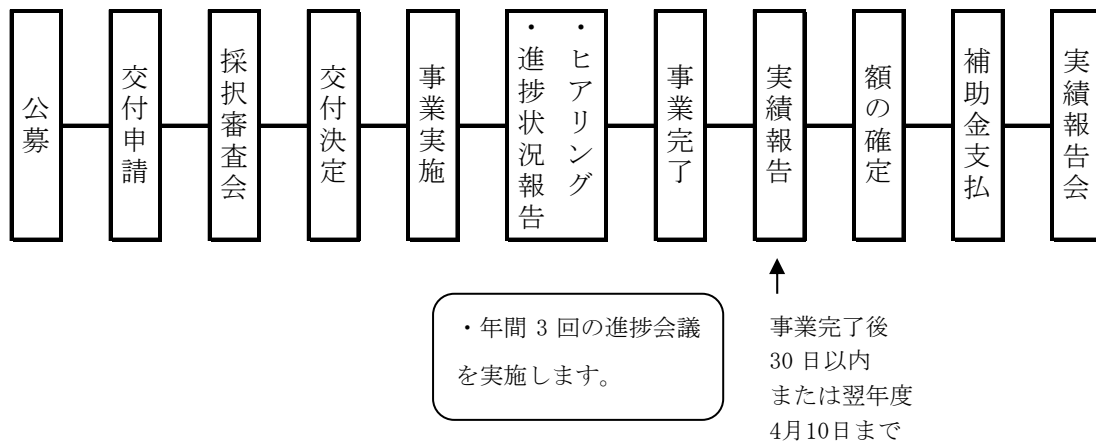 公募
交付申請
採択審査会
交付決定
事業実施
・ヒアリング
・進捗状況報告
事業完了
実績報告
額の確定
補助金支払
実績報告会
・年間 3 回の進捗会議
を実施します。
事業完了後
30 日以内
または翌年度
4月10日まで